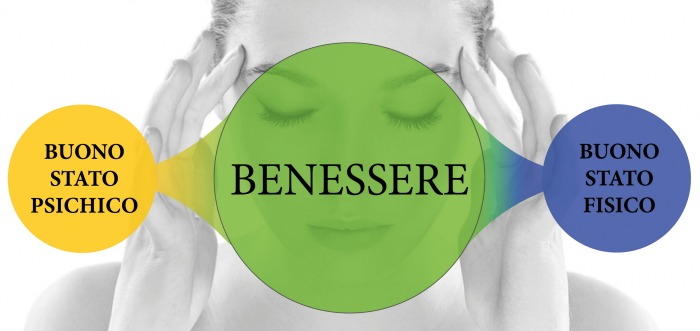 BUONO
STATO
PSICHICO
BENESSERE
BUONO
STATO
FISICO